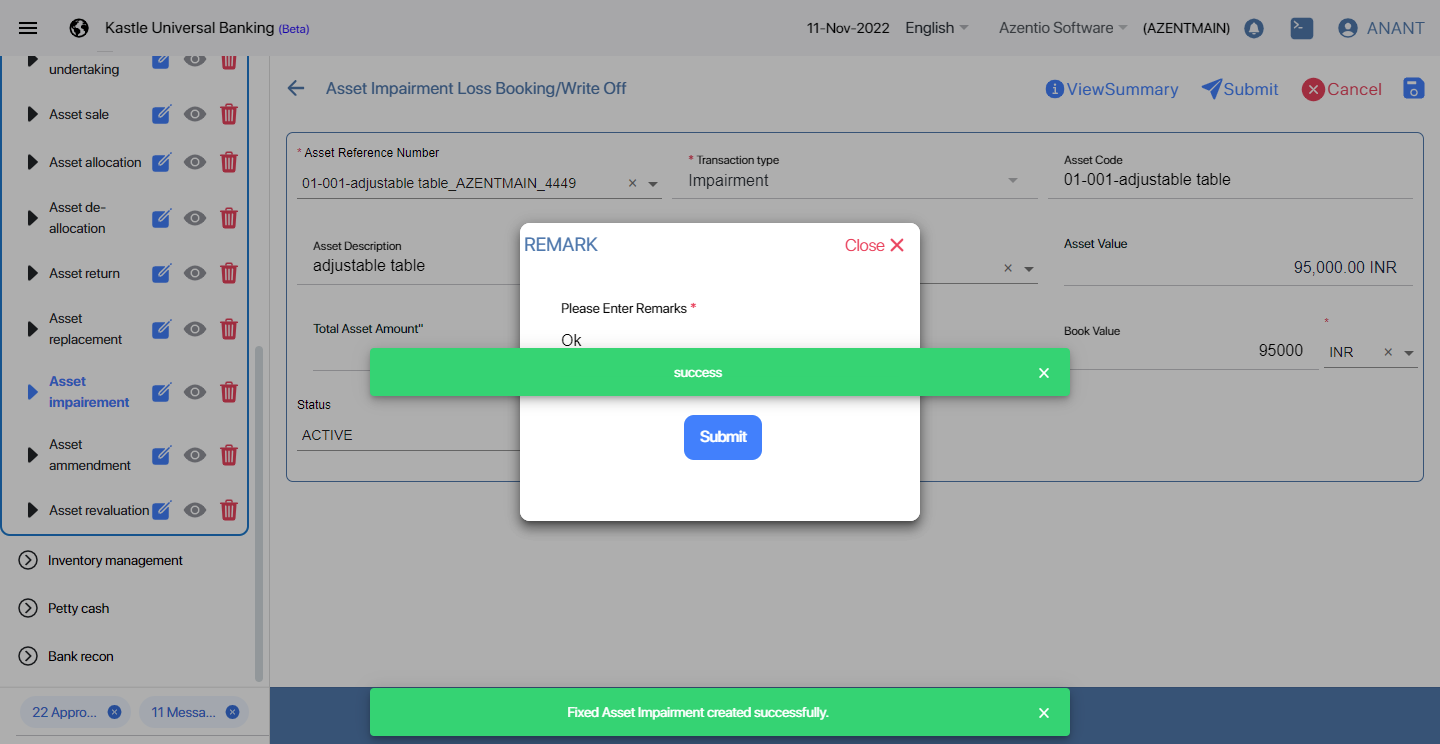 Kastle Universal Banking (Beta)
11-Nov-2022
English
Azentio Software
(AZENTMAIN)
ANANT
undertaking
Asset sale
Asset allocation
Asset de-
allocation
Asset return
Asset
replacement
Asset
impairement
Asset
ammendment
Asset revaluation
Inventory management
Petty cash
Bank recon
22 Appro...
11 Messa...
Asset Impairment Loss Booking/Write Off
ViewSummary
Submit
Cancel
* Asset Reference Number
01-001-adjustable table_AZENTMAIN_4449
* Transaction type
Impairment
Asset Code
01-001-adjustable table
Asset Description
adjustable table
Asset Value
95,000.00 INR
Total Asset Amount"
Book Value
95000
*
INR
Status
ACTIVE
REMARK
Close
Please Enter Remarks *
Ok
success
Submit
Fixed Asset Impairment created successfully.